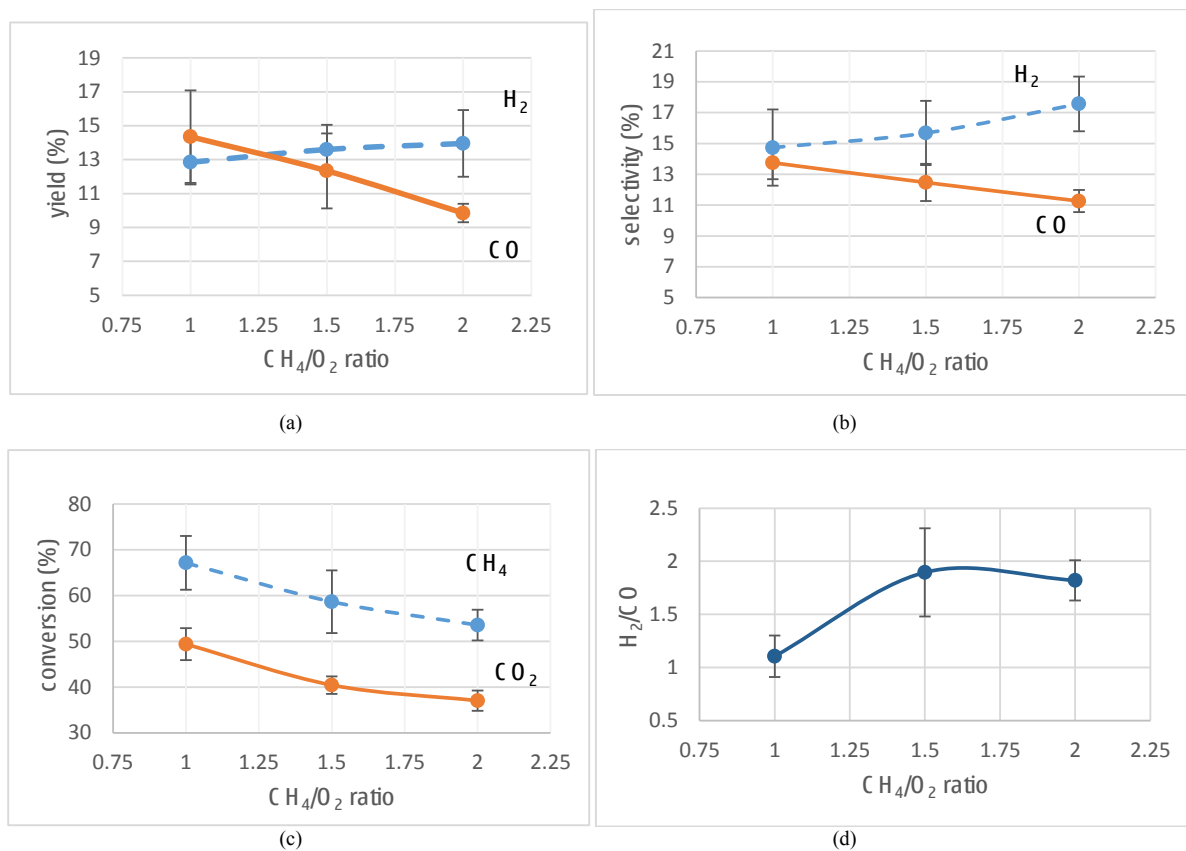 19
17
15
13
11
9
7
5
yield (%)
H₂
CO
0.75 1 1.25 1.5 1.75 2 2.25
CH₄/O₂ ratio
(a)
21
19
17
15
13
11
9
7
5
selectivity (%)
H₂
CO
0.75 1 1.25 1.5 1.75 2 2.25
CH₄/O₂ ratio
(b)
80
70
60
50
40
30
conversion (%)
CH₄
CO₂
0.75 1 1.25 1.5 1.75 2 2.25
CH₄/O₂ ratio
(c)
2.5
2
1.5
1
0.5
H₂/CO
0.75 1 1.25 1.5 1.75 2 2.25
CH₄/O₂ ratio
(d)